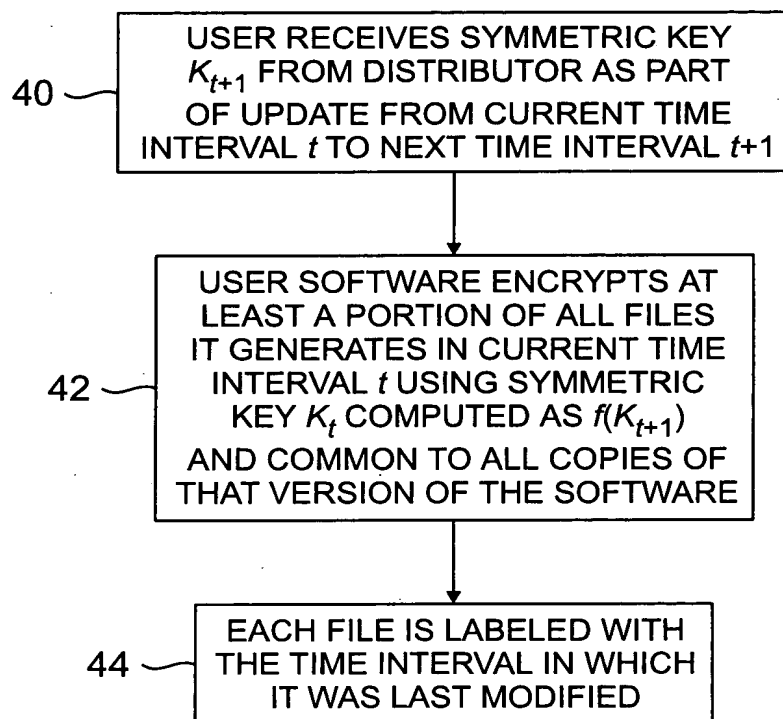 40
USER RECEIVES SYMMETRIC KEY
K_{t+1} FROM DISTRIBUTOR AS PART
OF UPDATE FROM CURRENT TIME
INTERVAL t TO NEXT TIME INTERVAL t+1
42
USER SOFTWARE ENCRYPTS AT
LEAST A PORTION OF ALL FILES
IT GENERATES IN CURRENT TIME
INTERVAL t USING SYMMETRIC
KEY K_t COMPUTED AS f(K_{t+1})
AND COMMON TO ALL COPIES OF
THAT VERSION OF THE SOFTWARE
44
EACH FILE IS LABELED WITH
THE TIME INTERVAL IN WHICH
IT WAS LAST MODIFIED